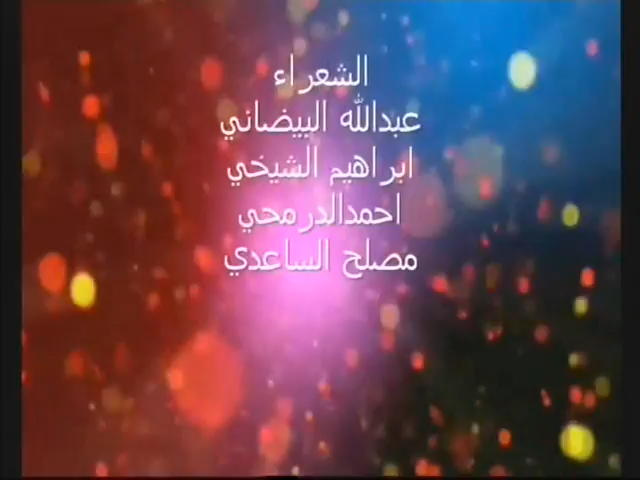 الشعراء
عبدالله البيضاني
ابراهيم الشيخي
احمدالدرمحي
مصلح الساعدي